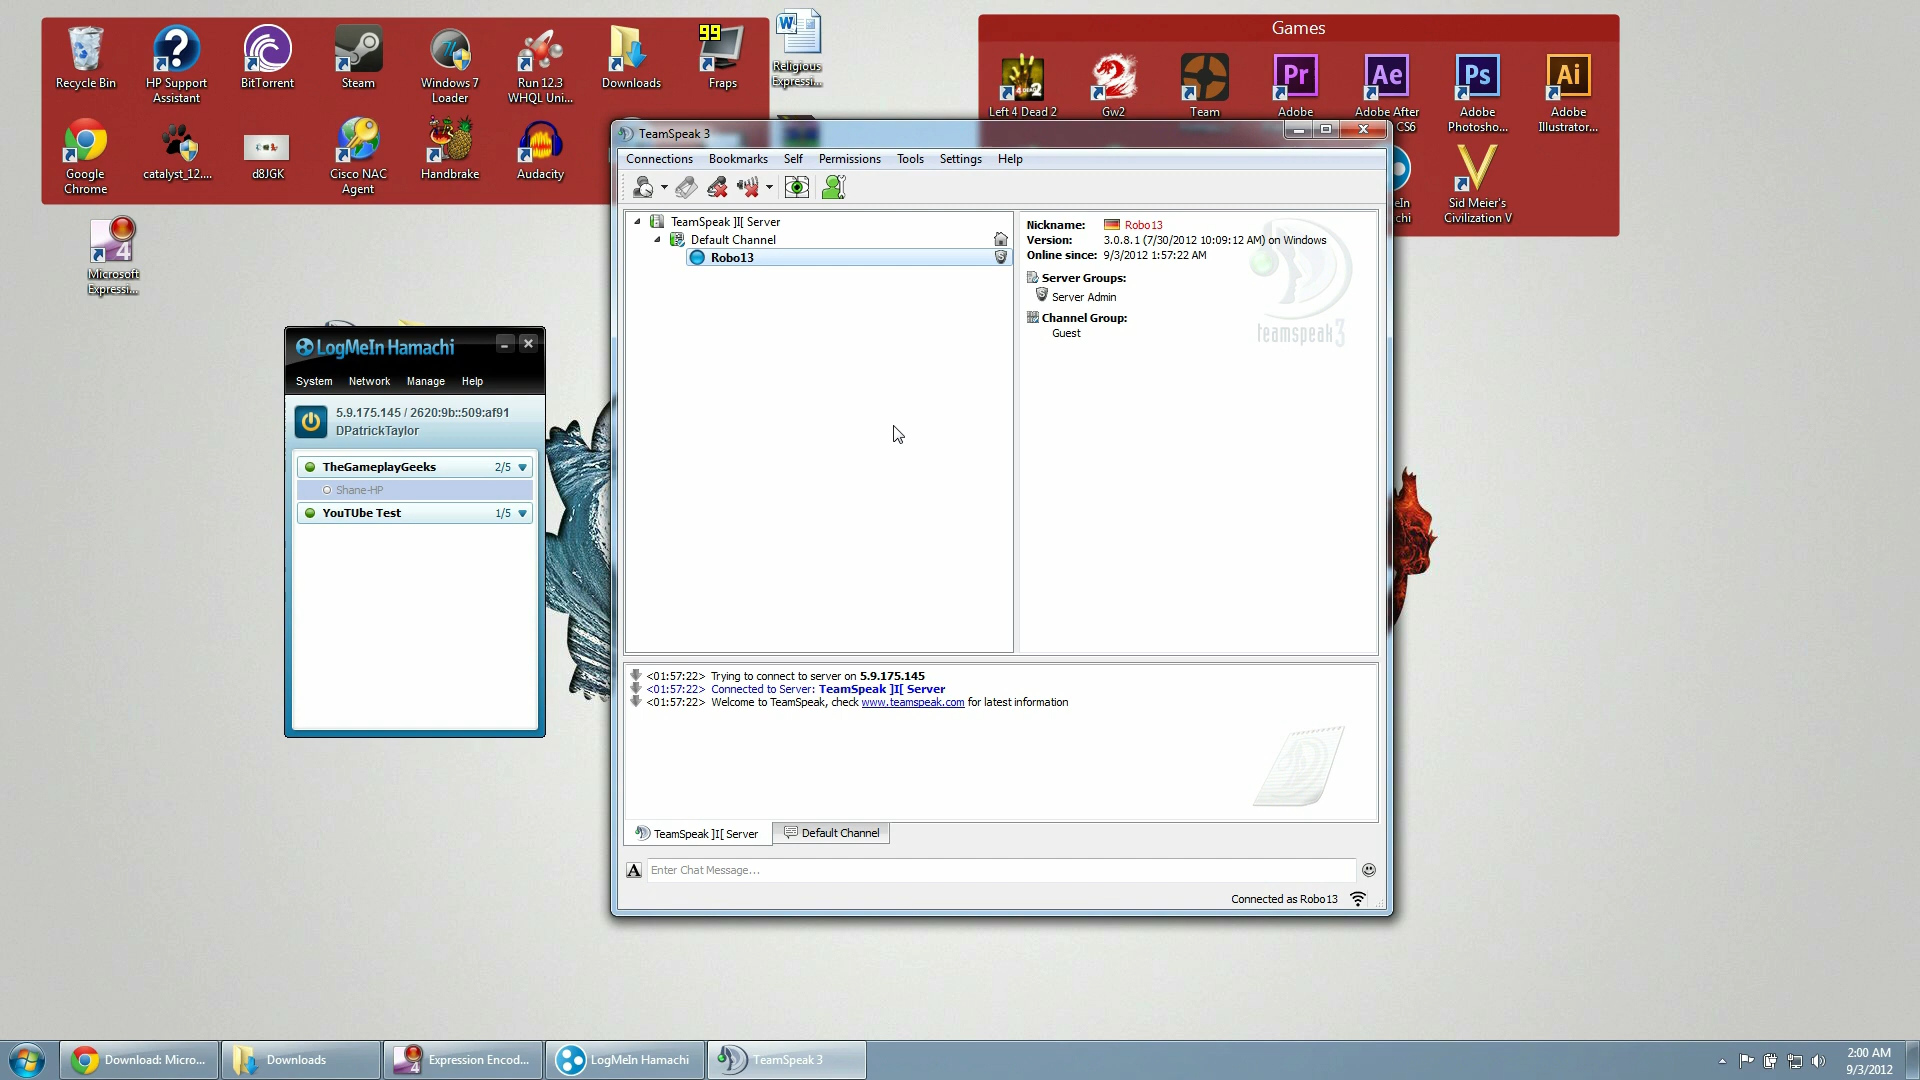 Recycle Bin
HP Support
Assistant
BitTorrent
Steam
Windows 7
Loader
Run 12.3
WHQL Uni...
Downloads
99
Fraps
Religious
Expressi...
Google
Chrome
catalyst_12....
d8JGK
Cisco NAC
Agent
Handbrake
Audacity
Microsoft
Expressi...
Games
Left 4 Dead 2
Gw2
Team
Pr
Adobe
Ae
Adobe After
CS6
Ps
Adobe
Photosho...
Ai
Adobe
Illustrator...
Sid Meier's
Civilization V
LogMeIn Hamachi
System Network Manage Help
5.9.175.145 / 2620:9b::509:af91
DPatrickTaylor
TheGameplayGeeks 2/5
Shane-HP
YouTUbe Test 1/5
TeamSpeak 3
Connections Bookmarks Self Permissions Tools Settings Help
TeamSpeak ]I[ Server
Default Channel
Robo13
Nickname: Robo13
Version: 3.0.8.1 (7/30/2012 10:09:12 AM) on Windows
Online since: 9/3/2012 1:57:22 AM
Server Groups:
Server Admin
Channel Group:
Guest
teamspeak3
<01:57:22> Trying to connect to server on 5.9.175.145
<01:57:22> Connected to Server: TeamSpeak ]I[ Server
<01:57:22> Welcome to TeamSpeak, check www.teamspeak.com for latest information
TeamSpeak ]I[ Server
Default Channel
A Enter Chat Message...
Connected as Robo13
Download: Micro...
Downloads
Expression Encod...
LogMeIn Hamachi
TeamSpeak 3
2:00 AM
9/3/2012